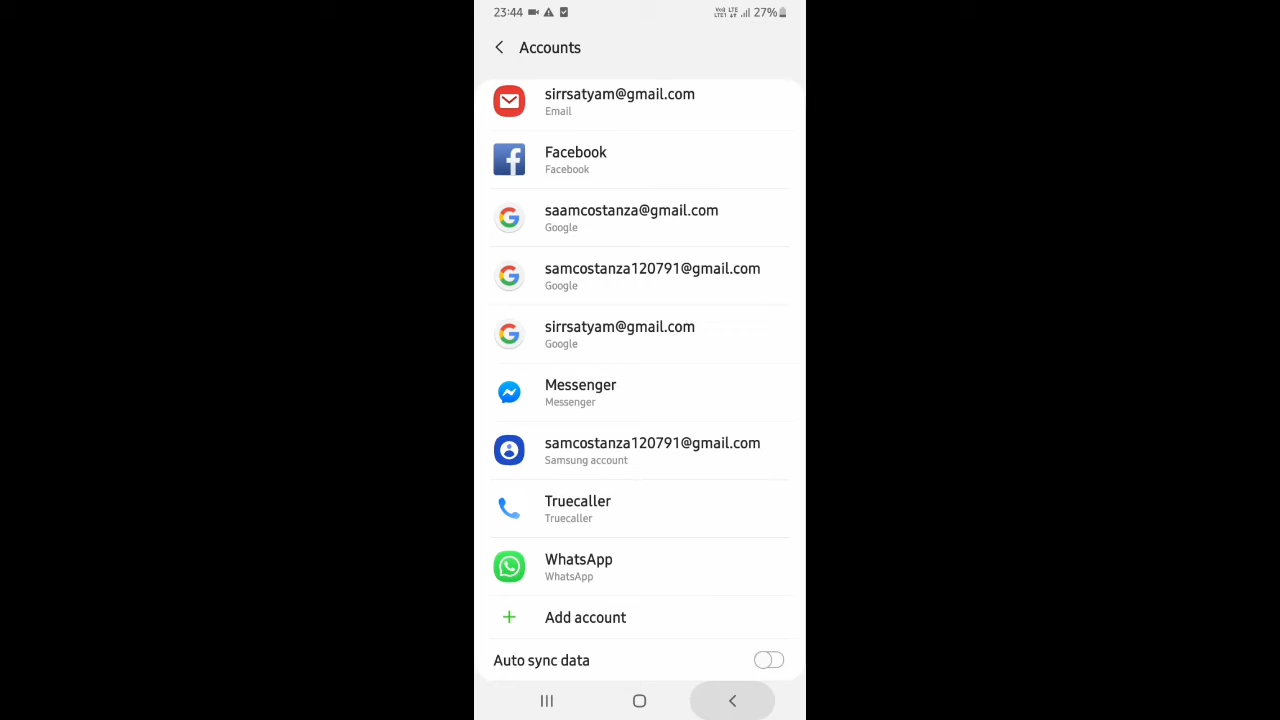 23:44
27%
Accounts
sirrsatyam@gmail.com
Email
Facebook
Facebook
saamcostanza@gmail.com
Google
samcostanza120791@gmail.com
Google
sirrsatyam@gmail.com
Google
Messenger
Messenger
samcostanza120791@gmail.com
Samsung account
Truecaller
Truecaller
WhatsApp
WhatsApp
Add account
Auto sync data